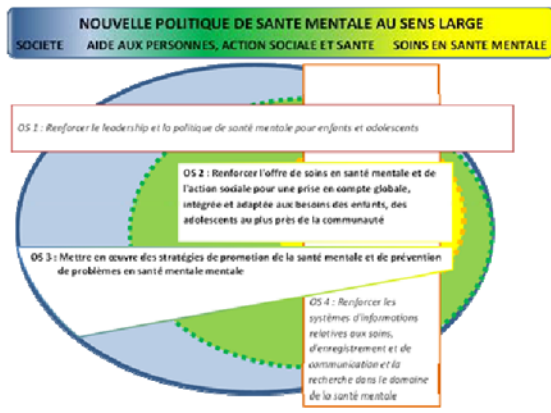 NOUVELLE POLITIQUE DE SANTE MENTALE AU SENS LARGE
SOCIETE AIDE AUX PERSONNES, ACTION SOCIALE ET SANTE SOINS EN SANTE MENTALE
OS 1 : Renforcer le leadership et la politique de santé mentale pour enfants et adolescents
OS 2 : Renforcer l'offre de soins en santé mentale et de
l'action sociale pour une prise en compte globale,
intégrée et adaptée aux besoins des enfants, des
adolescents au plus près de la communauté
OS 3 : Mettre en œuvre des stratégies de promotion de la santé mentale et de prévention
de problèmes en santé mentale mentale
OS 4 : Renforcer les
systèmes d'informations
relatives aux soins,
d'enregistrement et de
communication et la
recherche dans le domaine
de la santé mentale